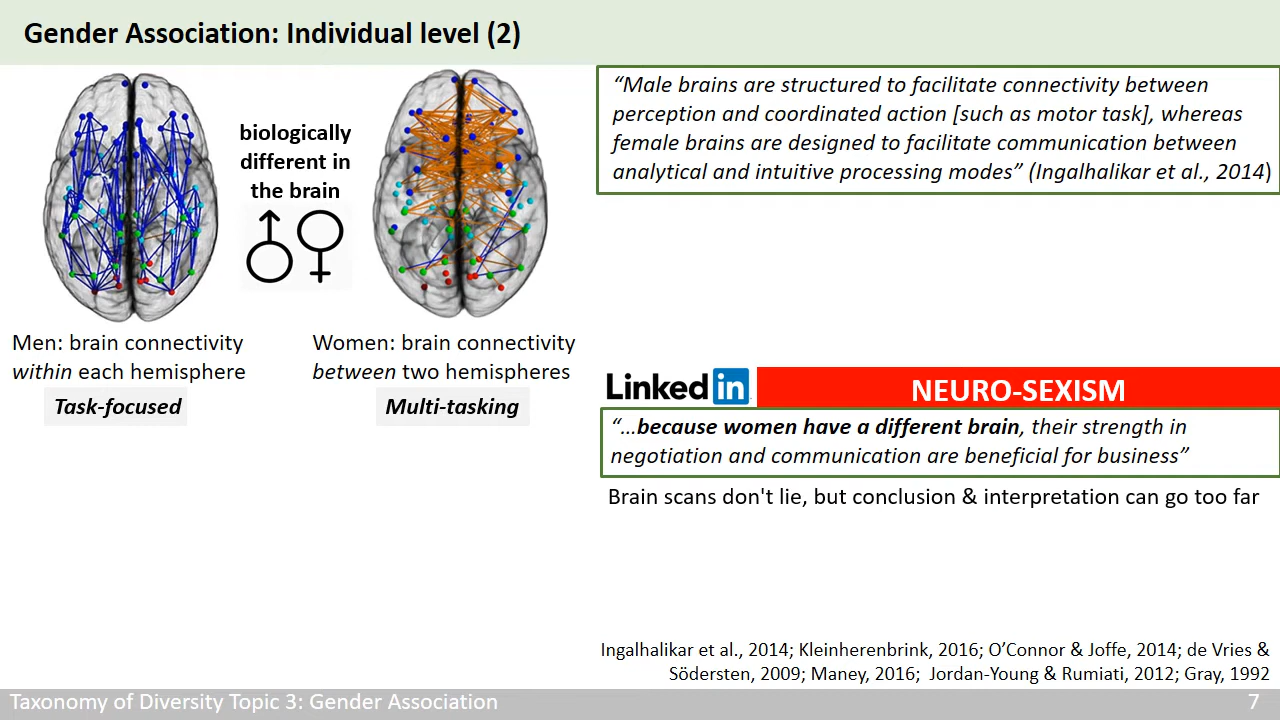 Gender Association: Individual level (2)
biologically
different in
the brain
Men: brain connectivity
within each hemisphere
Task-focused
Women: brain connectivity
between two hemispheres
Multi-tasking
“Male brains are structured to facilitate connectivity between
perception and coordinated action [such as motor task], whereas
female brains are designed to facilitate communication between
analytical and intuitive processing modes” (Ingalhalikar et al., 2014)
Linked in
NEURO-SEXISM
“…because women have a different brain, their strength in
negotiation and communication are beneficial for business”
Brain scans don't lie, but conclusion & interpretation can go too far
Ingalhalikar et al., 2014; Kleinherenbrink, 2016; O’Connor & Joffe, 2014; de Vries &
Södersten, 2009; Maney, 2016; Jordan-Young & Rumiati, 2012; Gray, 1992
Taxonomy of Diversity Topic 3: Gender Association
7